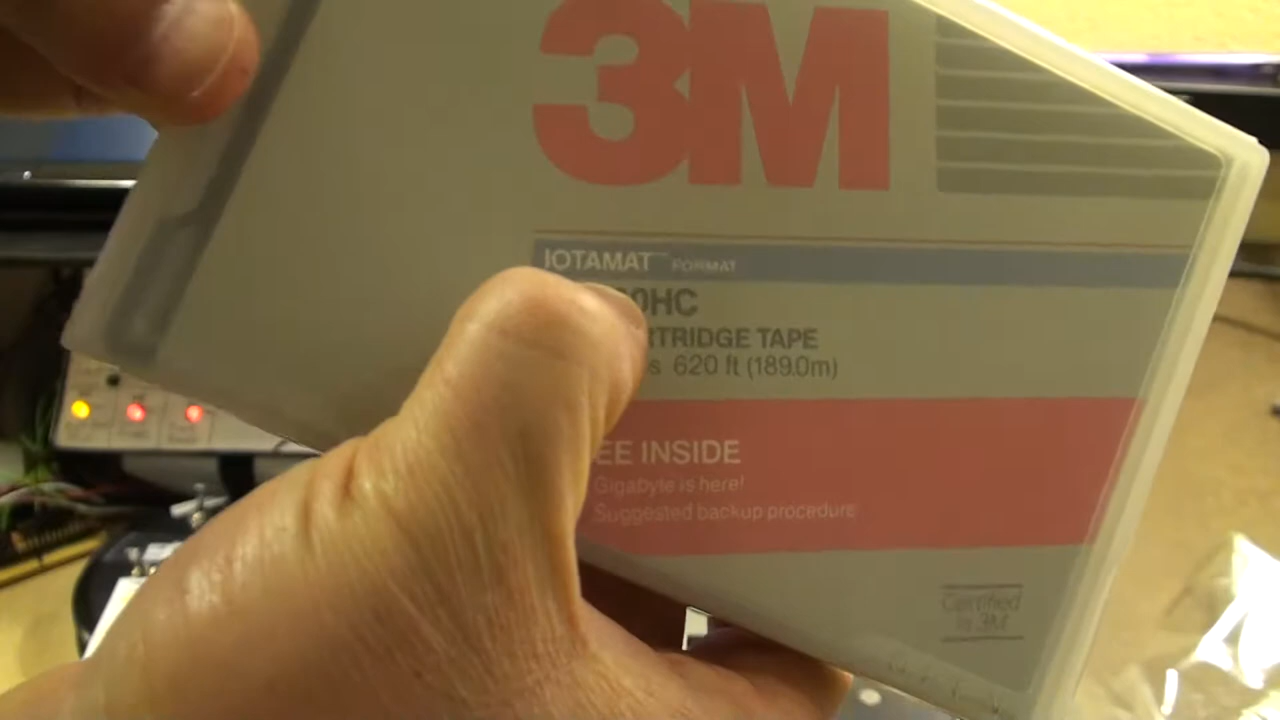 3M
IOTAMAT™ FORMAT
0HC
RTRIDGE TAPE
s 620 ft (189.0m)
EE INSIDE
Gigabyte is here!
Suggested backup procedure
Certified
by 3M